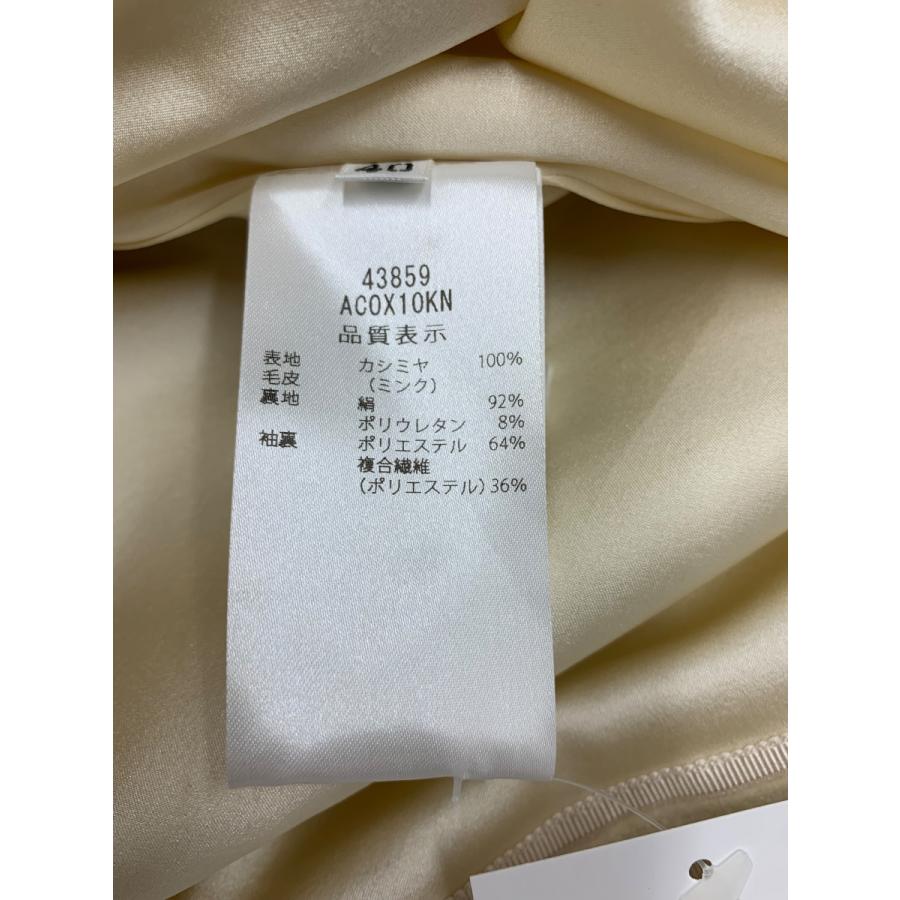 40
43859
ACOX10KN
品質表示
表地 カシミヤ 100%
毛皮 (ミンク)
裏地 絹 92%
ポリウレタン 8%
袖裏 ポリエステル 64%
複合繊維
(ポリエステル) 36%